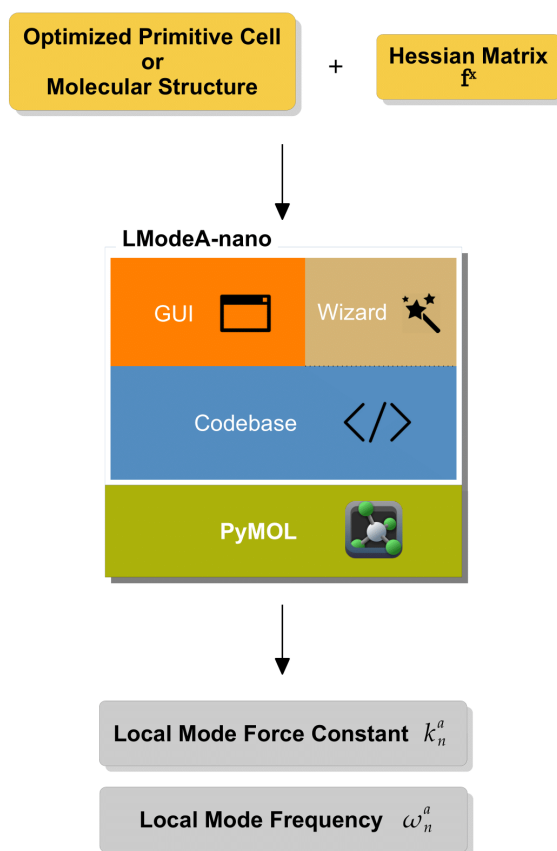 Optimized Primitive Cell
or
Molecular Structure
+
Hessian Matrix
fˣ
LModeA-nano
GUI
Wizard
Codebase
</>
PyMOL
Local Mode Force Constant kₙᵃ
Local Mode Frequency ωₙᵃ